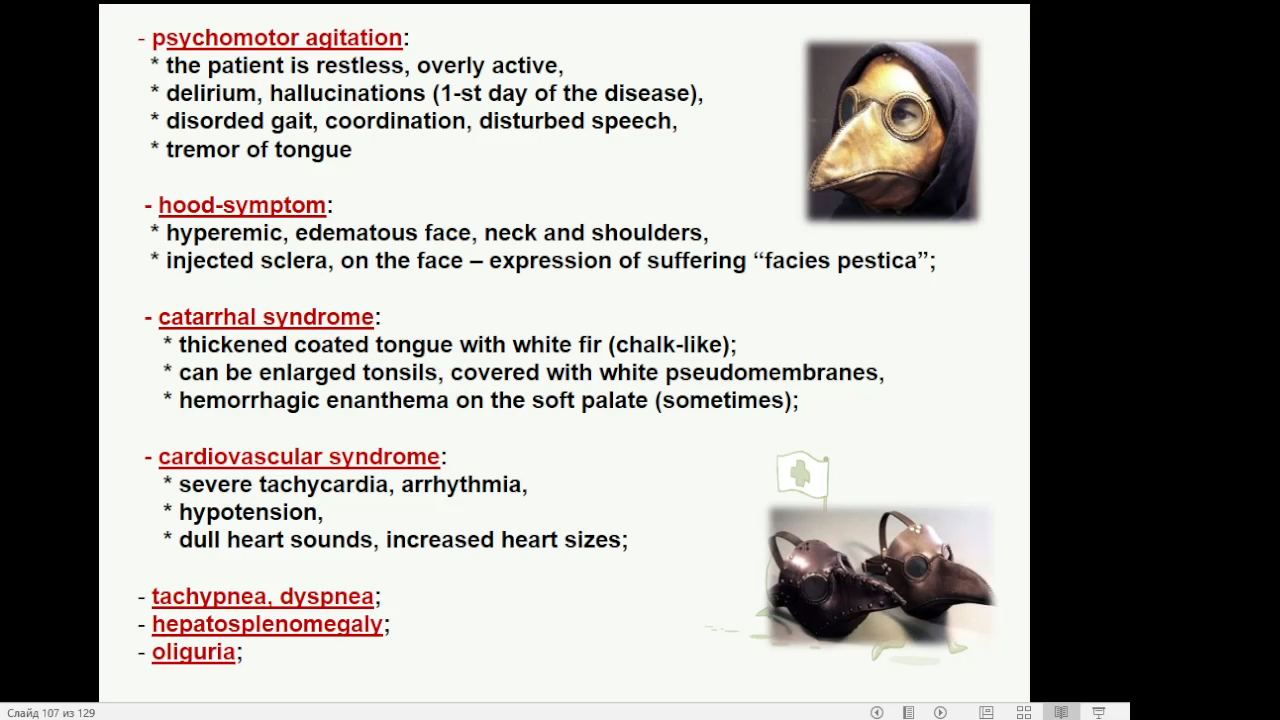 - psychomotor agitation:
* the patient is restless, overly active,
* delirium, hallucinations (1-st day of the disease),
* disorded gait, coordination, disturbed speech,
* tremor of tongue
- hood-symptom:
* hyperemic, edematous face, neck and shoulders,
* injected sclera, on the face – expression of suffering “facies pestica”;
- catarrhal syndrome:
* thickened coated tongue with white fir (chalk-like);
* can be enlarged tonsils, covered with white pseudomembranes,
* hemorrhagic enanthema on the soft palate (sometimes);
- cardiovascular syndrome:
* severe tachycardia, arrhythmia,
* hypotension,
* dull heart sounds, increased heart sizes;
- tachypnea, dyspnea;
- hepatosplenomegaly;
- oliguria;
Слайд 107 из 129